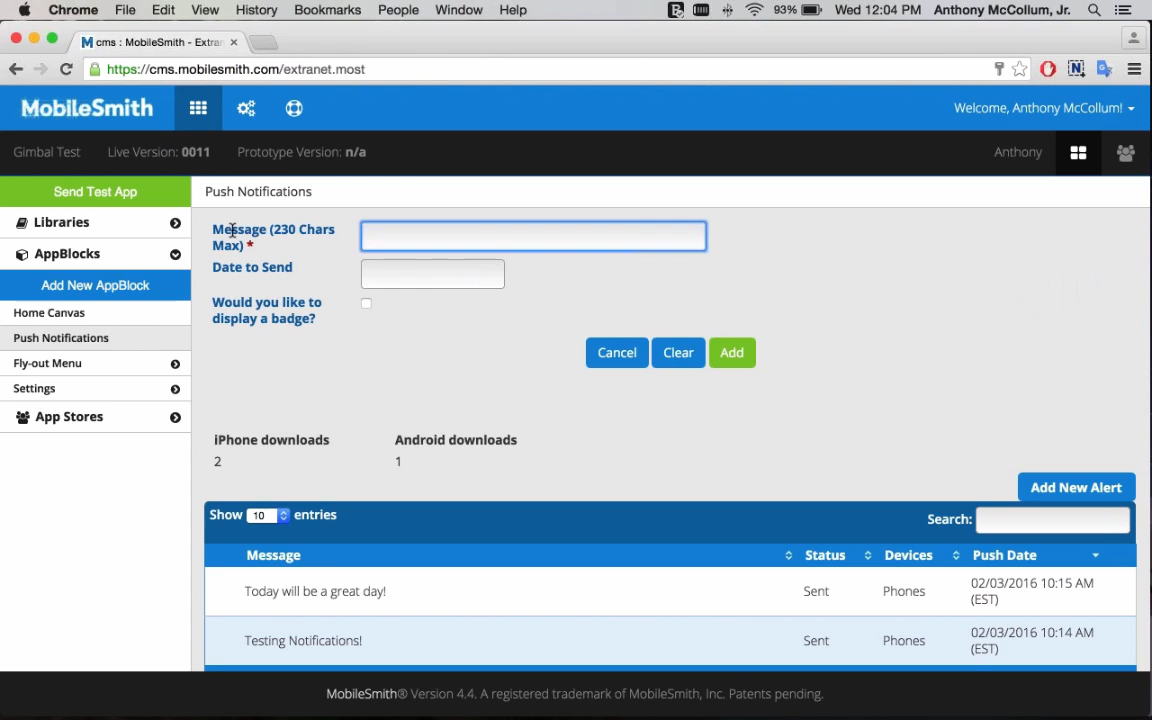 Chrome File Edit View History Bookmarks People Window Help 93% Wed 12:04 PM Anthony McCollum, Jr.
cms : MobileSmith - Extran
https://cms.mobilesmith.com/extranet.most
MobileSmith Welcome, Anthony McCollum!
Gimbal Test Live Version: 0011 Prototype Version: n/a Anthony
Send Test App
Libraries
AppBlocks
Add New AppBlock
Home Canvas
Push Notifications
Fly-out Menu
Settings
App Stores
Push Notifications
Message (230 Chars
Max) *
Date to Send
Would you like to
display a badge?
Cancel Clear Add
iPhone downloads Android downloads
2 1
Add New Alert
Show 10 entries Search:
Message Status Devices Push Date
Today will be a great day! Sent Phones 02/03/2016 10:15 AM
(EST)
Testing Notifications! Sent Phones 02/03/2016 10:14 AM
(EST)
MobileSmith® Version 4.4. A registered trademark of MobileSmith, Inc. Patents pending.